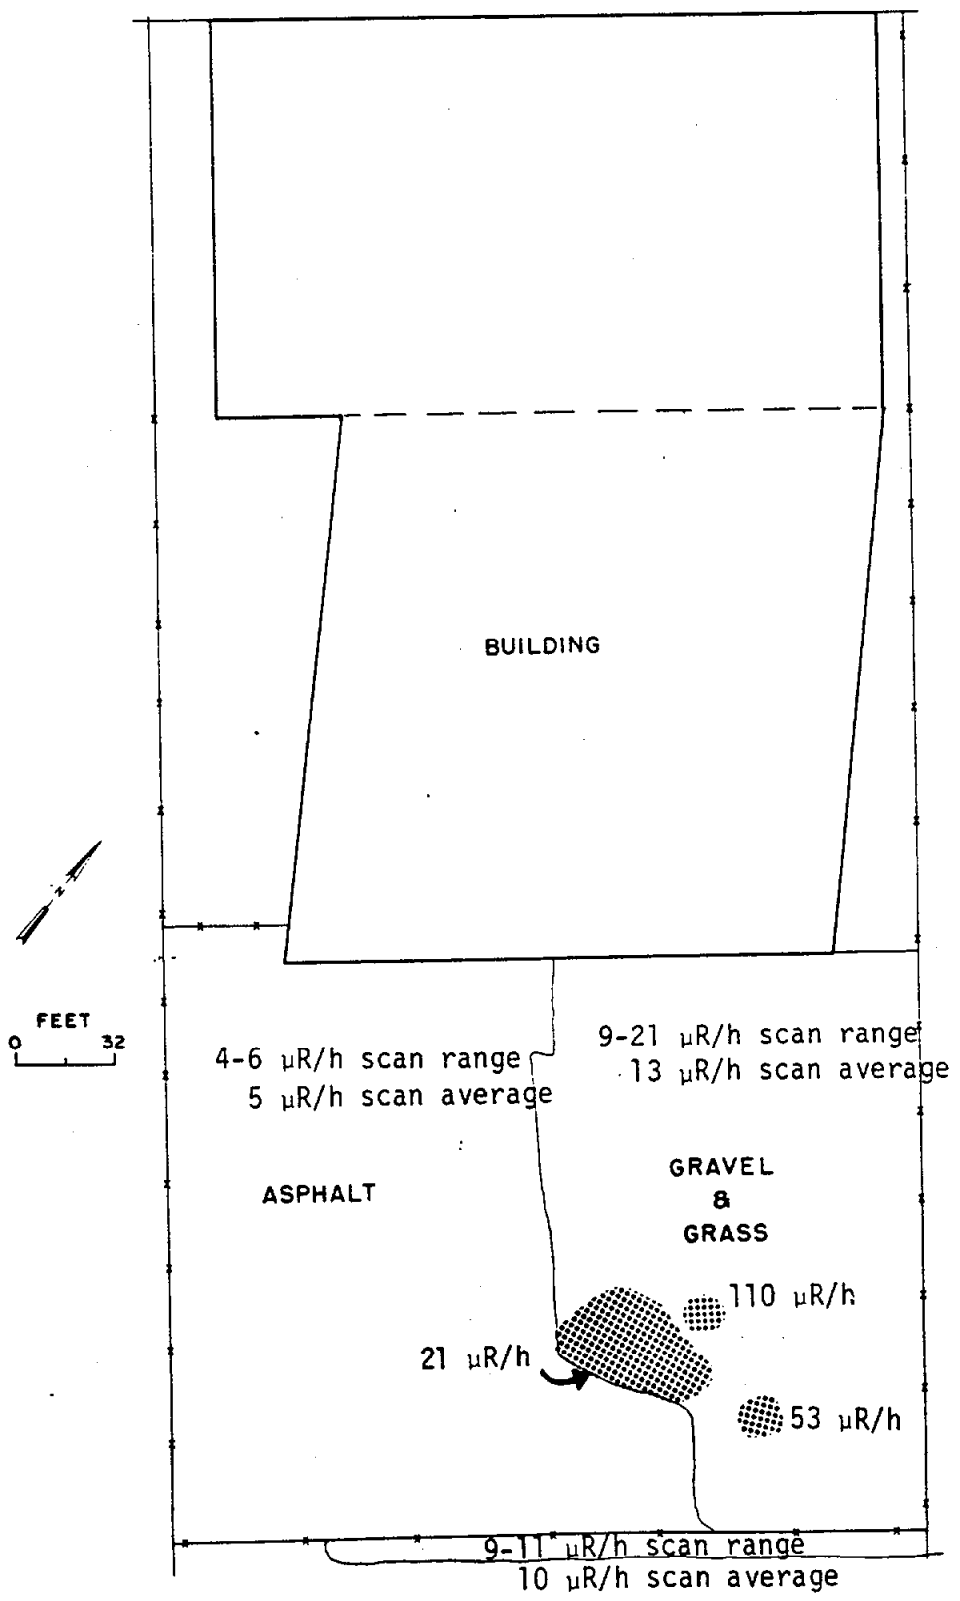 BUILDING
N
FEET
0 32
4-6 μR/h scan range
5 μR/h scan average
9-21 μR/h scan range
13 μR/h scan average
ASPHALT
GRAVEL
&
GRASS
110 μR/h
21 μR/h
53 μR/h
9-11 μR/h scan range
10 μR/h scan average